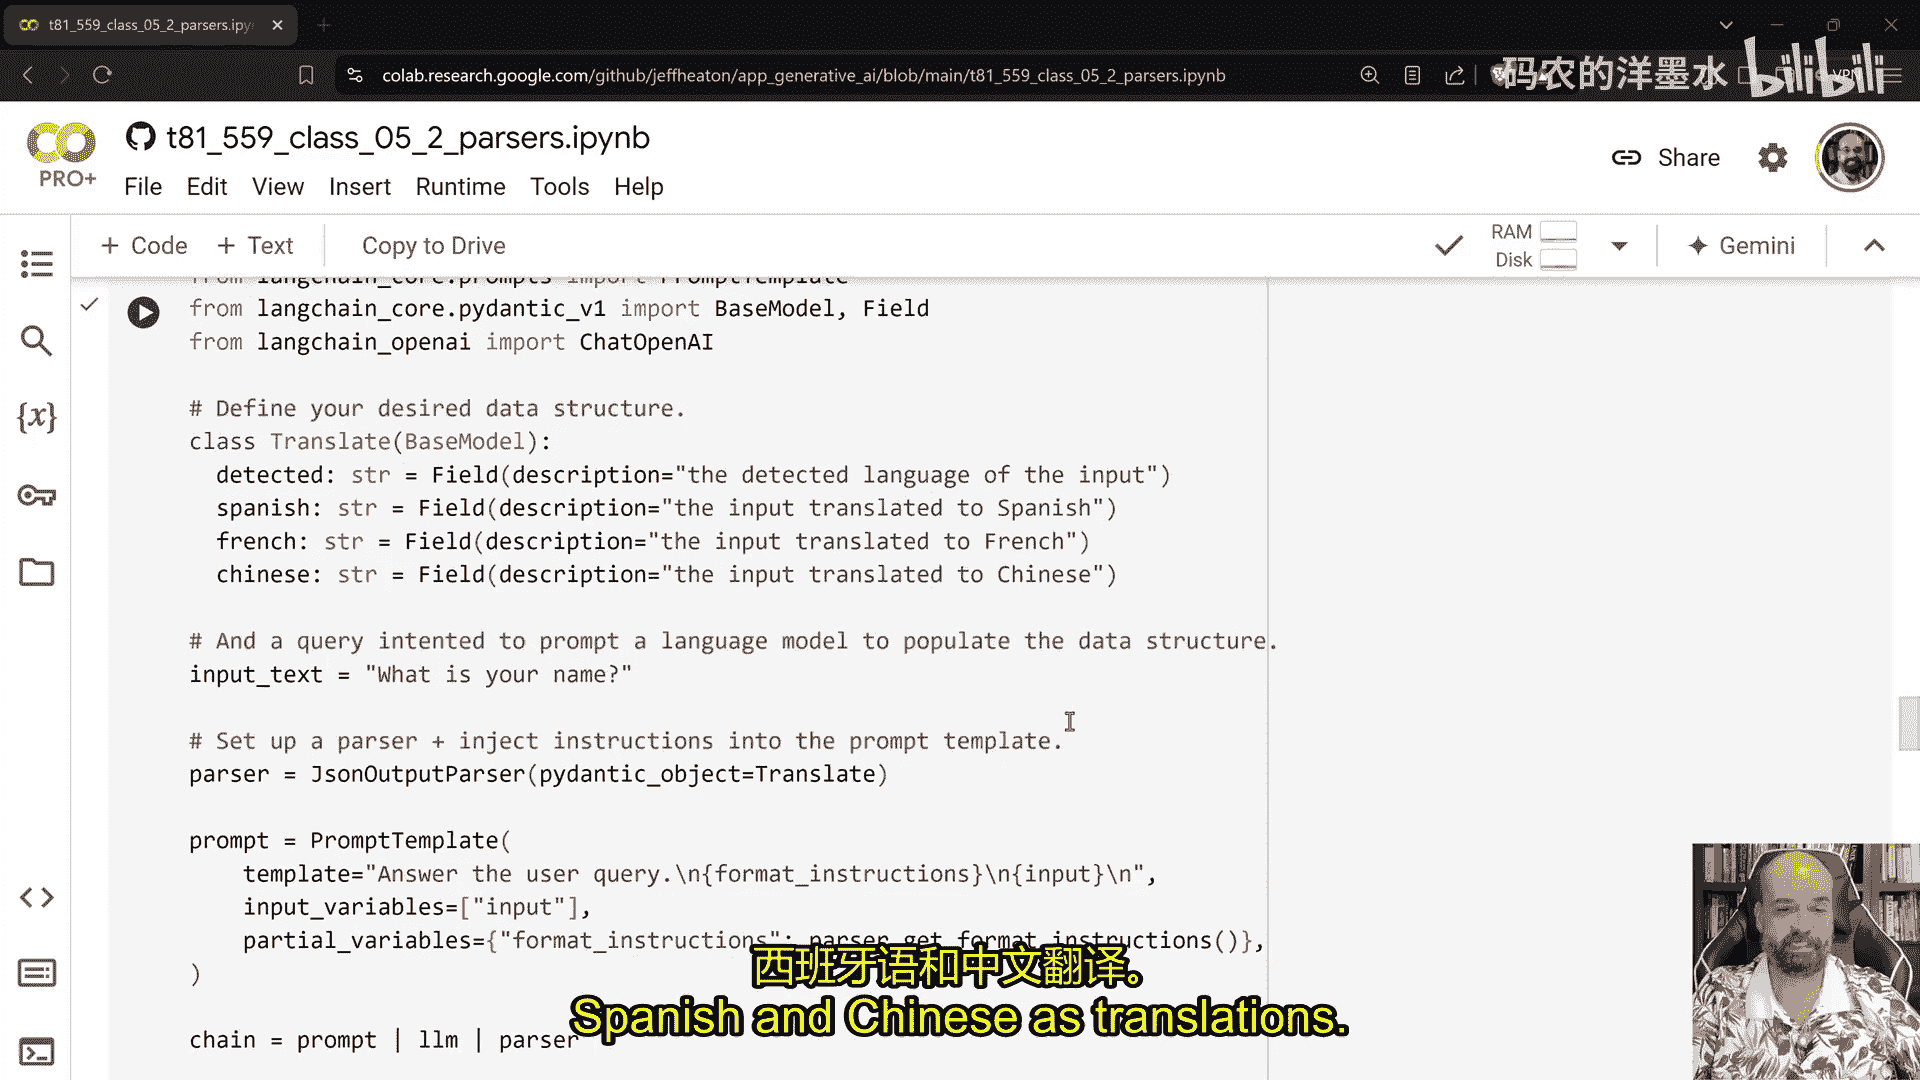 t81_559_class_05_2_parsers.ipy
colab.research.google.com/github/jeffheaton/app_generative_ai/blob/main/t81_559_class_05_2_parsers.ipynb
码农的洋墨水 bilibili
VPN
t81_559_class_05_2_parsers.ipynb
PRO+
File Edit View Insert Runtime Tools Help
Share
+ Code + Text Copy to Drive
RAM
Disk
Gemini
from langchain_core.prompts import PromptTemplate
from langchain_core.pydantic_v1 import BaseModel, Field
from langchain_openai import ChatOpenAI
# Define your desired data structure.
class Translate(BaseModel):
detected: str = Field(description="the detected language of the input")
spanish: str = Field(description="the input translated to Spanish")
french: str = Field(description="the input translated to French")
chinese: str = Field(description="the input translated to Chinese")
# And a query intented to prompt a language model to populate the data structure.
input_text = "What is your name?"
# Set up a parser + inject instructions into the prompt template.
parser = JsonOutputParser(pydantic_object=Translate)
prompt = PromptTemplate(
template="Answer the user query.\n{format_instructions}\n{input}\n",
input_variables=["input"],
partial_variables={"format_instructions": parser.get_format_instructions()},
)
chain = prompt | llm | parser
西班牙语和中文翻译。
Spanish and Chinese as translations.
{x}